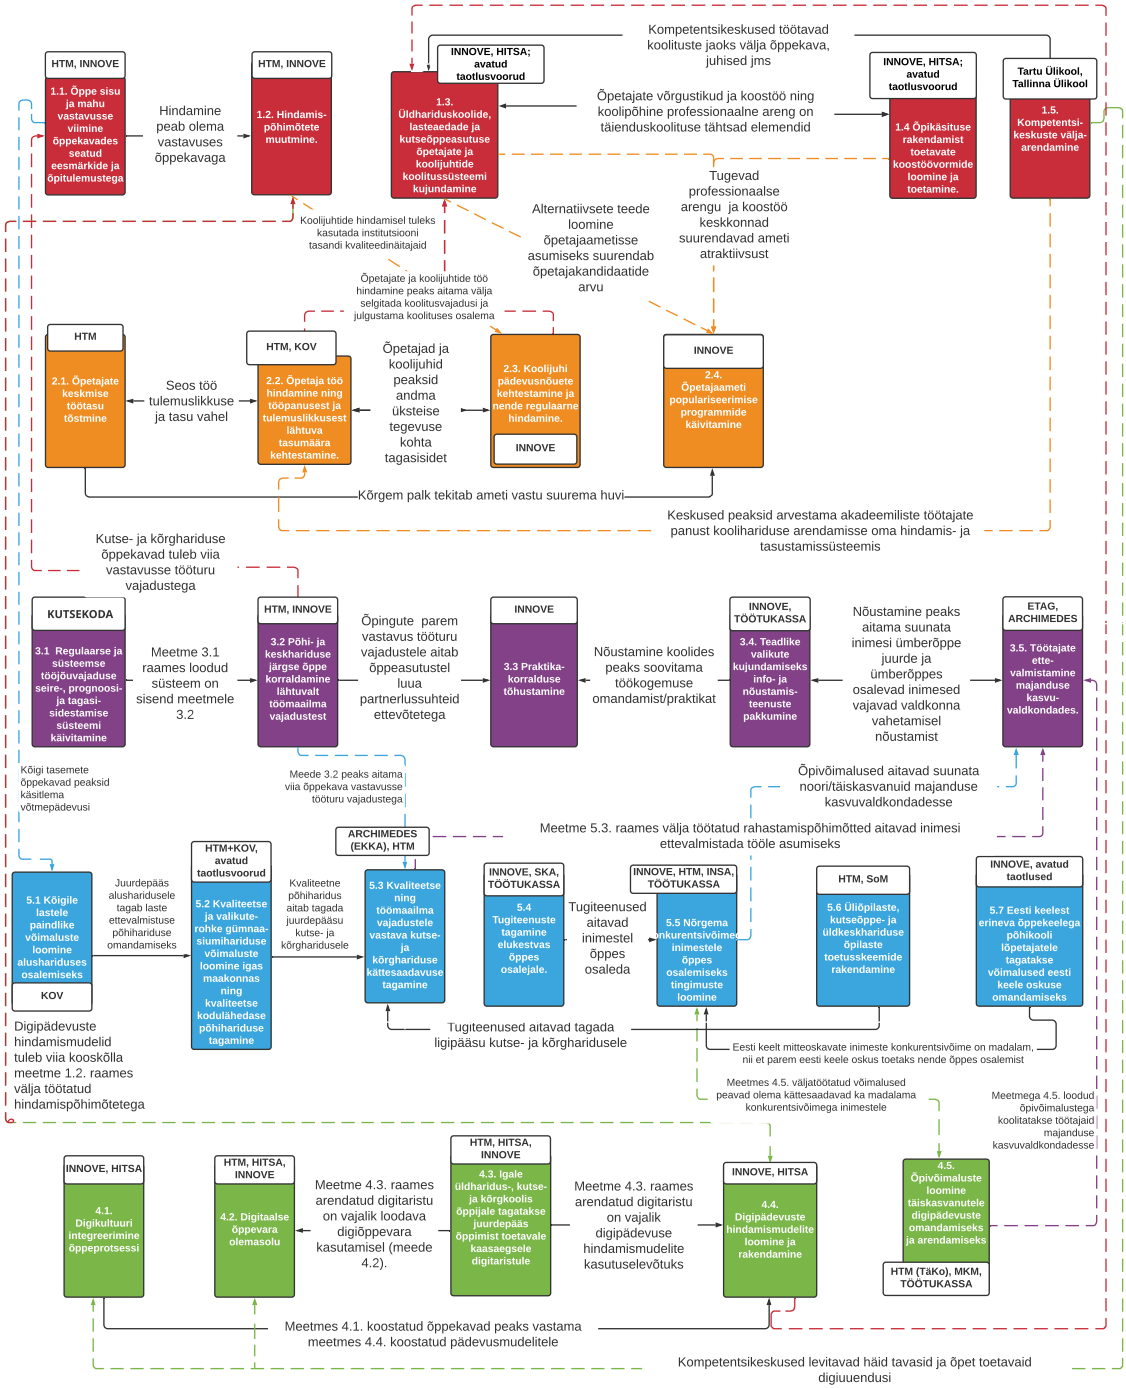 Kompetentsikeskused töötavad
koolituste jaoks välja õppekava,
juhised jms
HTM, INNOVE
1.1. Õppe sisu
ja mahu
vastavusse
viimine
õppekavades
seatud
eesmärkide ja
õpitulemustega
Hindamine
peab olema
vastavuses
õppekavaga
HTM, INNOVE
1.2. Hindamis-
põhimõtete
muutmine.
INNOVE, HITSA;
avatud
taotlusvoorud
1.3.
Üldhariduskoolide,
lasteaedade ja
kutseõppeasutuse
õpetajate ja
koolijuhtide
koolitussüsteemi
kujundamine
Õpetajate võrgustikud ja koostöö ning
koolipõhine professionaalne areng on
täienduskoolituse tähtsad elemendid
INNOVE, HITSA;
avatud
taotlusvoorud
1.4 Õpikäsituse
rakendamist
toetavate
koostöövormide
loomine ja
toetamine.
Tartu Ülikool,
Tallinna Ülikool
1.5.
Kompetentsi-
keskuste välja-
arendamine
Koolijuhtide hindamisel tuleks
kasutada institutsiooni
tasandi kvaliteedinäitajaid
Alternatiivsete teede
loomine
õpetajaametisse
asumiseks suurendab
õpetajakandidaatide
arvu
Tugevad
professionaalse
arengu  ja koostöö
keskkonnad
suurendavad ameti
atraktiivsust
Õpetajate ja koolijuhtide töö
hindamine peaks aitama välja
selgitada koolitusvajadusi ja
julgustama koolituses osalema
HTM
2.1. Õpetajate
keskmise
töötasu
tõstmine
Seos töö
tulemuslikkuse
ja tasu vahel
HTM, KOV
2.2. Õpetaja töö
hindamine ning
tööpanusest ja
tulemuslikkusest
lähtuva
tasumäära
kehtestamine.
Õpetajad ja
koolijuhid
peaksid
andma
üksteise
tegevuse
kohta
tagasisidet
2.3. Koolijuhi
pädevusnõuete
kehtestamine ja
nende regulaarne
hindamine.
INNOVE
INNOVE
2.4.
Õpetajaameti
populariseerimise
programmide
käivitamine
Kõrgem palk tekitab ameti vastu suurema huvi
Keskused peaksid arvestama akadeemiliste töötajate
panust koolihariduse arendamisse oma hindamis- ja
tasustamissüsteemis
Kutse- ja kõrghariduse
õppekavad tuleb viia
vastavusse tööturu
vajadustega
KUTSEKODA
3.1  Regulaarse ja
süsteemse
tööjõuvajaduse
seire-, prognoosi-
ja tagasi-
sidestamise
süsteemi
käivitamine
Meetme 3.1
raames loodud
süsteem on
sisend meetmele
3.2
HTM, INNOVE
3.2 Põhi- ja
keskhariduse
järgse õppe
korraldamine
lähtuvalt
töömaailma
vajadustest
Õpingute  parem
vastavus tööturu
vajadustele aitab
õppeasutustel
luua
partnerlussuhteid
ettevõtetega
INNOVE
3.3 Praktika-
korralduse
tõhustamine
Nõustamine koolides
peaks soovitama
töökogemuse
omandamist/praktikat
INNOVE,
TÖÖTUKASSA
3.4. Teadlike
valikute
kujundamiseks
info- ja
nõustamis-
teenuste
pakkumine
Nõustamine peaks
aitama suunata
inimesi ümberõppe
juurde ja
ümberõppes
osalevad inimesed
vajavad valdkonna
vahetamisel
nõustamist
ETAG,
ARCHIMEDES
3.5. Töötajate
ette-
valmistamine
majanduse
kasvu-
valdkondades.
Kõigi tasemete
õppekavad peaksid
käsitlema
võtmepädevusi
Meede 3.2 peaks aitama
viia õppekava vastavusse
tööturu vajadustega
Õpivõimalused aitavad suunata
noori/täiskasvanuid majanduse
kasvuvaldkondadesse
Meetme 5.3. raames välja töötatud rahastamispõhimõtted aitavad inimesi
ettevalmistada tööle asumiseks
5.1 Kõigile
lastele
paindlike
võimaluste
loomine
alushariduses
osalemiseks
KOV
Juurdepääs
alusharidusele
tagab laste
ettevalmistuse
põhihariduse
omandamiseks
HTM+KOV,
avatud
taotlusvoorud
5.2 Kvaliteetse
ja valikute-
rohke gümnaa-
siumihariduse
võimaluste
loomine igas
maakonnas
ning
kvaliteetse
kodulähedase
põhihariduse
tagamine
Kvaliteetne
põhiharidus
aitab tagada
juurdepääsu
kutse- ja
kõrgharidusele
ARCHIMEDES
(EKKA), HTM
5.3 Kvaliteetse
ning
töömaailma
vajadustele
vastava kutse-
ja
kõrghariduse
kättesaadavuse
tagamine
INNOVE, SKA,
TÖÖTUKASSA
5.4
Tugiteenuste
tagamine
elukestvas
õppes
osalejale.
Tugiteenused
aitavad
inimestel
õppes
osaleda
INNOVE, HTM, INSA,
TÖÖTUKASSA
5.5 Nõrgema
konkurentsivõimega
inimestele
õppes
osalemiseks
tingimuste
loomine
HTM, SoM
5.6 Üliõpilaste,
kutseõppe- ja
üldkeskhariduse
õpilaste
toetusskeemide
rakendamine
INNOVE, avatud
taotlused
5.7 Eesti keelest
erineva õppekeelega
põhikooli
lõpetajatele
tagatakse
võimalused eesti
keele oskuse
omandamiseks
Digipädevuste
hindamismudelid
tuleb viia kooskõlla
meetme 1.2. raames
välja töötatud
hindamispõhimõtetega
Tugiteenused aitavad tagada
ligipääsu kutse- ja kõrgharidusele
Eesti keelt mitteoskavate inimeste konkurentsivõime on madalam,
nii et parem eesti keele oskus toetaks nende õppes osalemist
Meetmes 4.5. väljatöötatud võimalused
peavad olema kättesaadavad ka madalama
konkurentsivõimega inimestele
Meetmega 4.5. loodud
õpivõimalustega
koolitatakse töötajaid
majanduse
kasvuvaldkondadesse
INNOVE, HITSA
4.1.
Digikultuuri
integreerimine
õppeprotsessi
HTM, HITSA,
INNOVE
4.2. Digitaalse
õppevara
olemasolu
Meetme 4.3. raames
arendatud digitaristu
on vajalik loodava
digiõppevara
kasutamisel (meede
4.2).
HTM, HITSA,
INNOVE
4.3. Igale
üldharidus-, kutse-
ja kõrgkoolis
õppijale tagatakse
juurdepääs
õppimist toetavale
kaasaegsele
digitaristule
Meetme 4.3. raames
arendatud digitaristu
on vajalik
digipädevuse
hindamismudelite
kasutuselevõtuks
INNOVE, HITSA
4.4.
Digipädevuste
hindamismudelite
loomine ja
rakendamine
4.5.
Õpivõimaluste
loomine
täiskasvanutele
digipädevuste
omandamiseks
ja arendamiseks
HTM (TäKo), MKM,
TÖÖTUKASSA
Meetmes 4.1. koostatud õppekavad peaks vastama
meetmes 4.4. koostatud pädevusmudelitele
Kompetentsikeskused levitavad häid tavasid ja õpet toetavaid
digiuuendusi